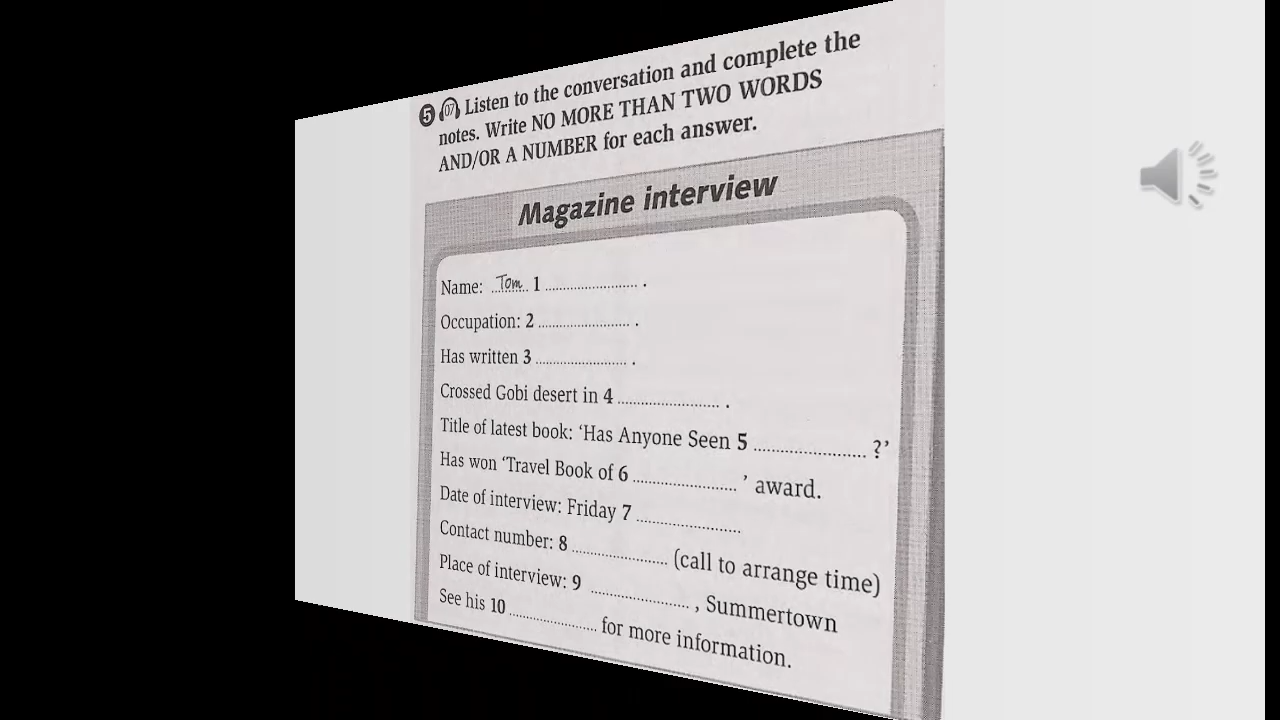 5 07 Listen to the conversation and complete the
notes. Write NO MORE THAN TWO WORDS
AND/OR A NUMBER for each answer.
Magazine interview
Name: ..Tom.. 1 ........................ .
Occupation: 2 ........................ .
Has written 3 ........................ .
Crossed Gobi desert in 4 ........................ .
Title of latest book: ‘Has Anyone Seen 5 ........................ ?’
Has won ‘Travel Book of 6 ........................ ’ award.
Date of interview: Friday 7 ........................
Contact number: 8 ........................ (call to arrange time)
Place of interview: 9 ........................ , Summertown
See his 10 ........................ for more information.